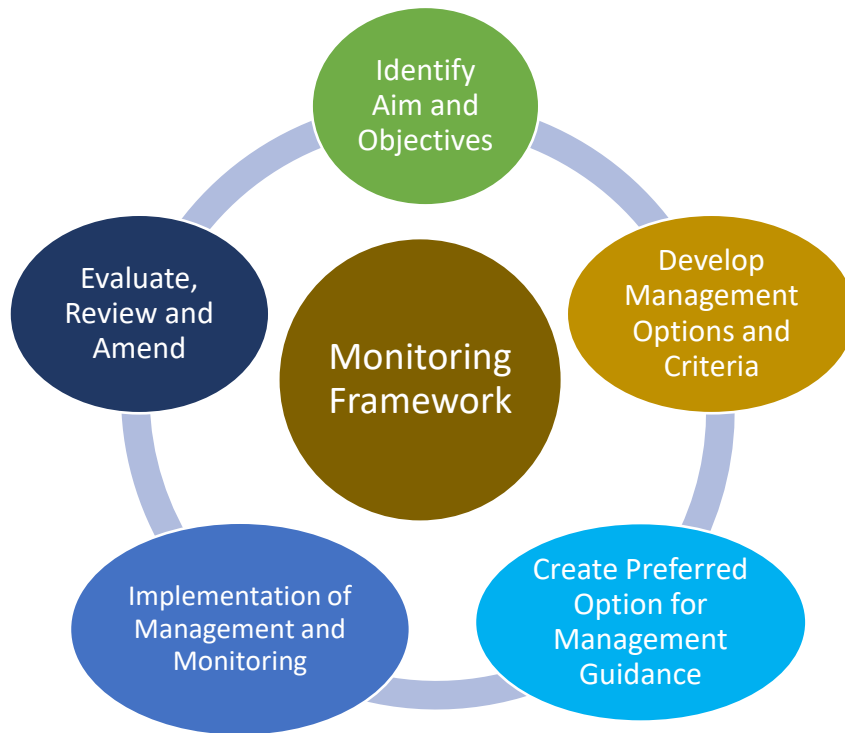 Identify
Aim and
Objectives
Develop
Management
Options and
Criteria
Create Preferred
Option for
Management
Guidance
Implementation of
Management and
Monitoring
Evaluate,
Review and
Amend
Monitoring
Framework